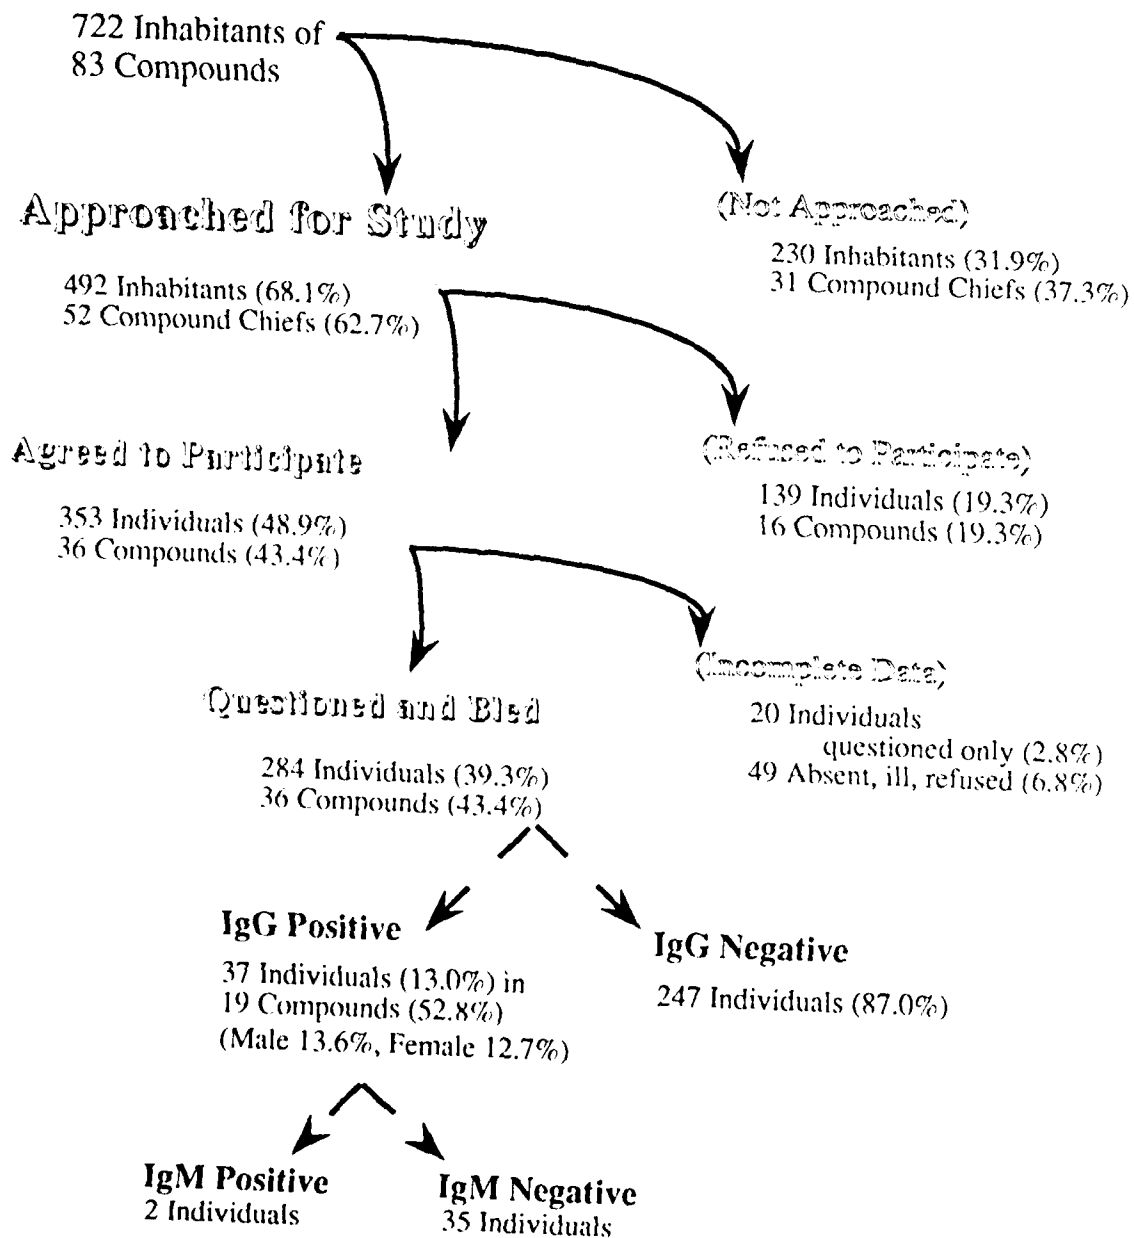 722 Inhabitants of
83 Compounds
Approached for Study
492 Inhabitants (68.1%)
52 Compound Chiefs (62.7%)
(Not Approached)
230 Inhabitants (31.9%)
31 Compound Chiefs (37.3%)
Agreed to Participate
353 Individuals (48.9%)
36 Compounds (43.4%)
(Refused to Participate)
139 Individuals (19.3%)
16 Compounds (19.3%)
Questioned and Bled
284 Individuals (39.3%)
36 Compounds (43.4%)
(Incomplete Data)
20 Individuals
questioned only (2.8%)
49 Absent, ill, refused (6.8%)
IgG Positive
37 Individuals (13.0%) in
19 Compounds (52.8%)
(Male 13.6%, Female 12.7%)
IgG Negative
247 Individuals (87.0%)
IgM Positive
2 Individuals
IgM Negative
35 Individuals